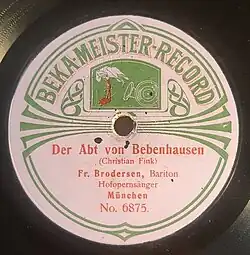 BEKA-MEISTER-RECORD
Der Abt von Bebenhausen
(Christian Fink)
Fr. Brodersen, Bariton
Hofopernsänger
München
No. 6875.